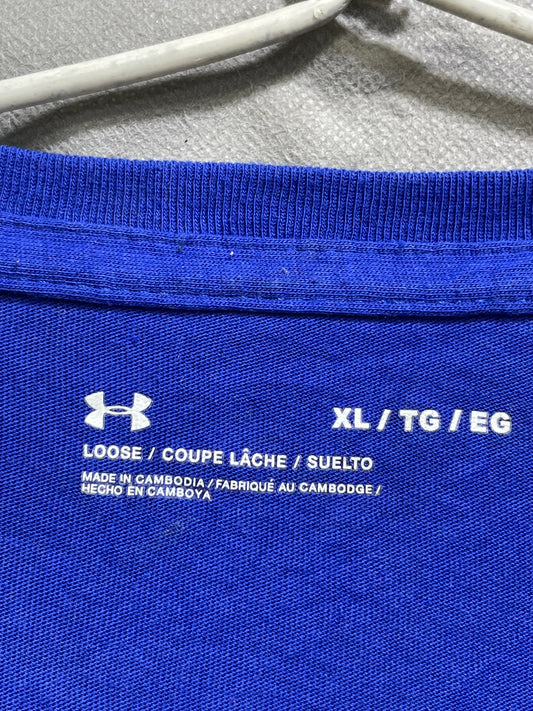 XL / TG / EG
LOOSE / COUPE LÂCHE / SUELTO
MADE IN CAMBODIA / FABRIQUÉ AU CAMBODGE /
HECHO EN CAMBOYA